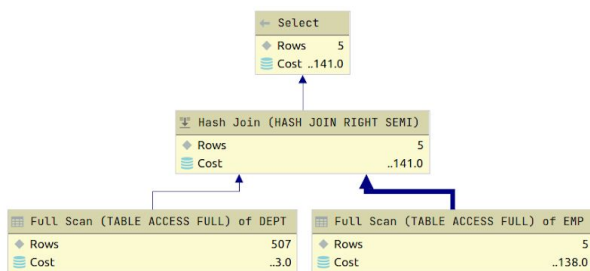 Select
Rows 5
Cost ..141.0
Hash Join (HASH JOIN RIGHT SEMI)
Rows 5
Cost ..141.0
Full Scan (TABLE ACCESS FULL) of DEPT
Rows 507
Cost ..3.0
Full Scan (TABLE ACCESS FULL) of EMP
Rows 5
Cost ..138.0